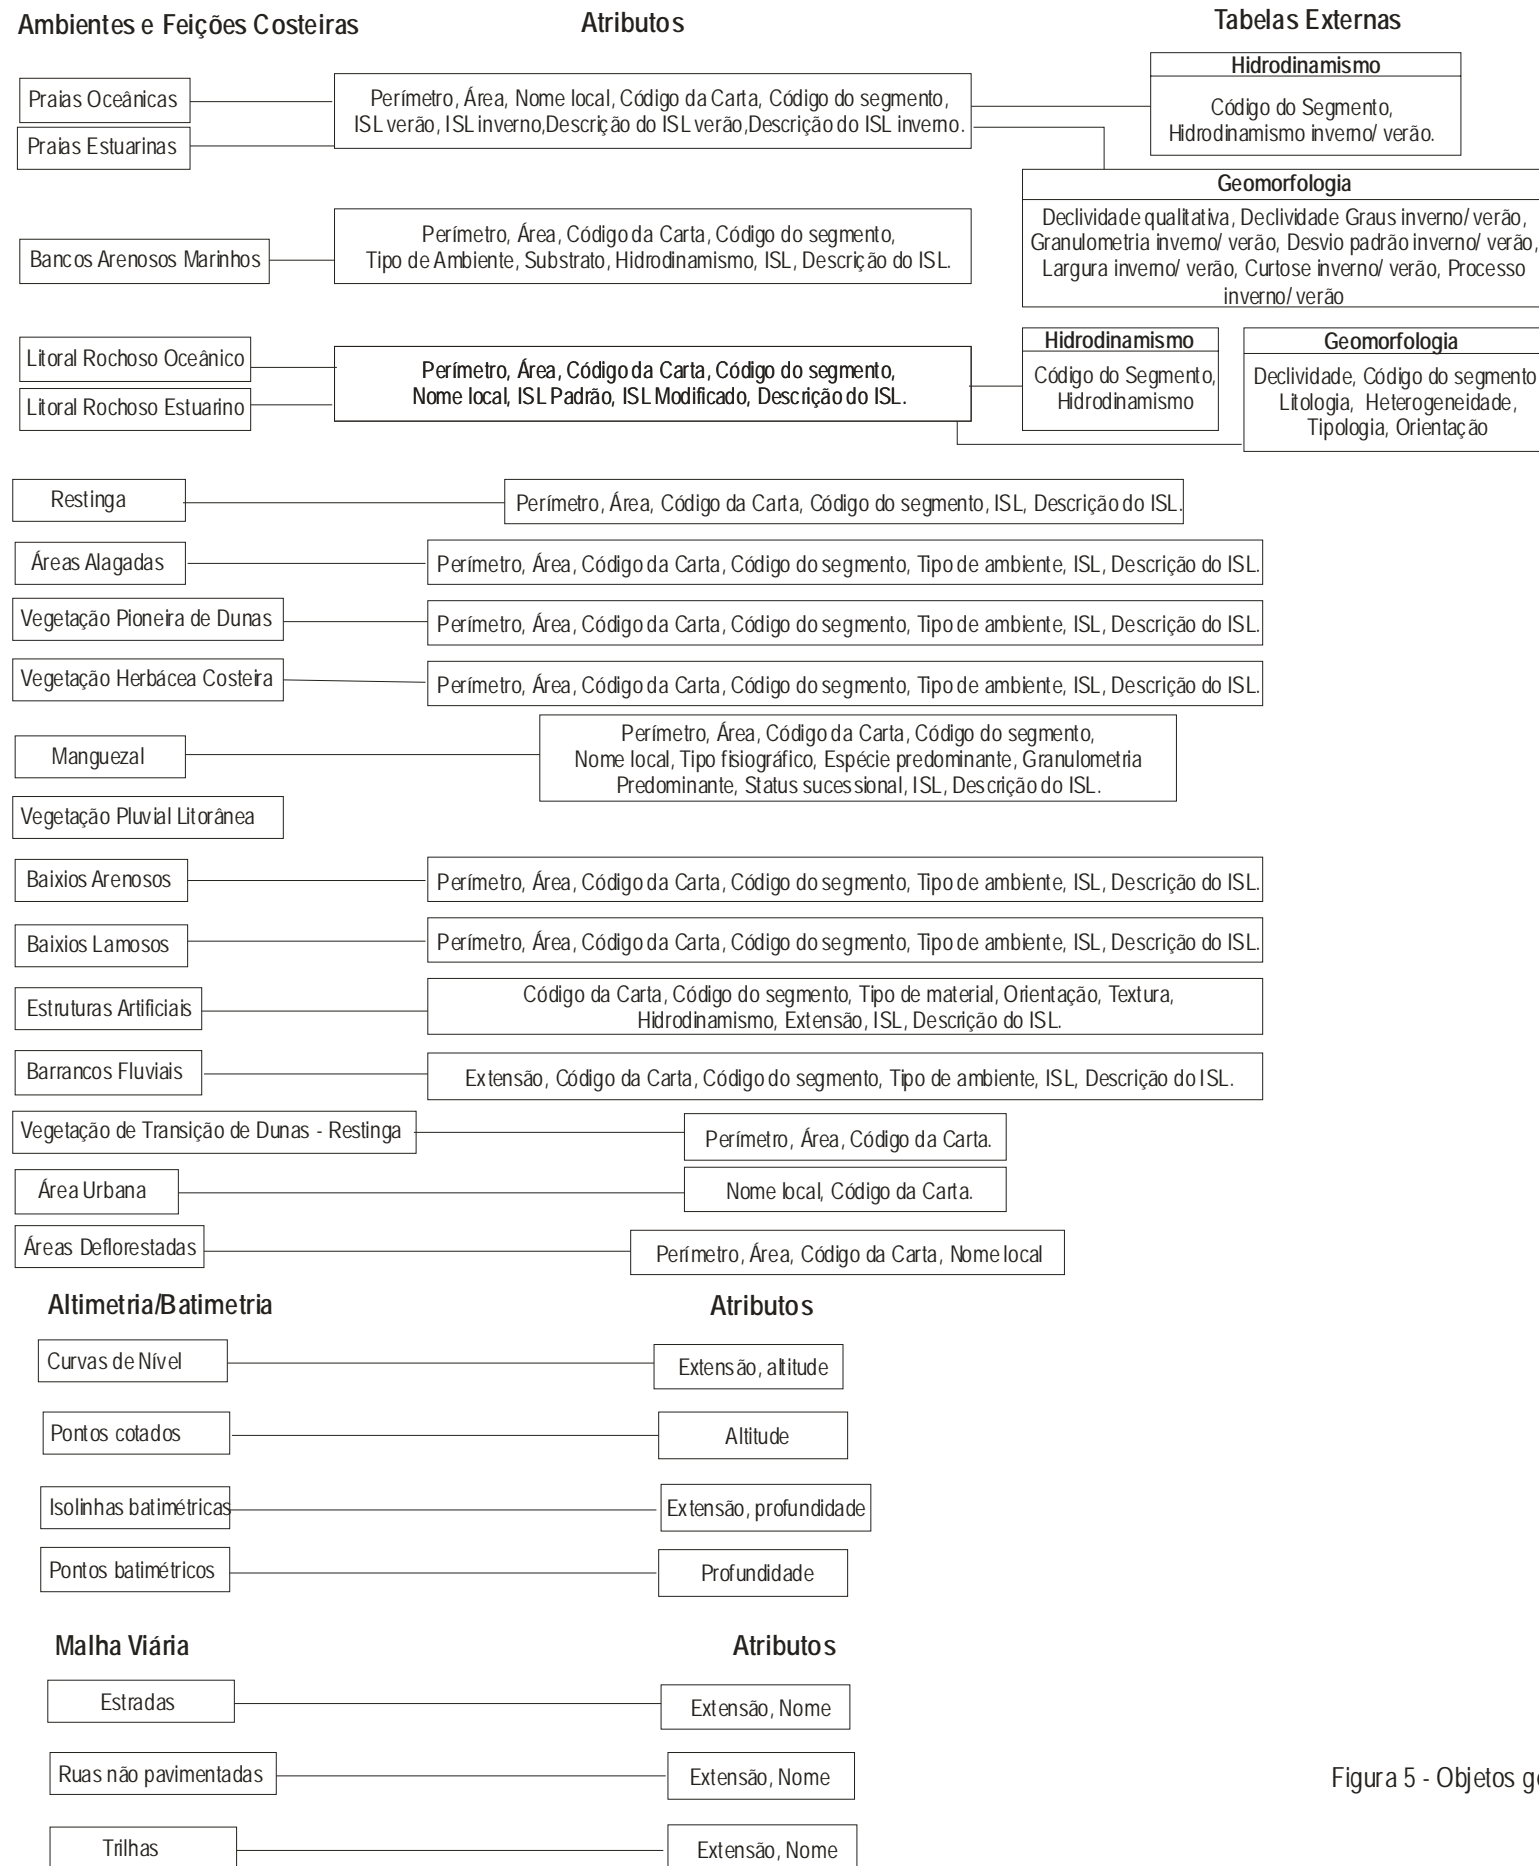 Ambientes e Feições Costeiras
Atributos
Tabelas Externas
Praias Oceânicas
Praias Estuarinas
Perímetro, Área, Nome local, Código da Carta, Código do segmento,
ISL verão, ISL inverno,Descrição do ISL verão,Descrição do ISL inverno.
Hidrodinamismo
Código do Segmento,
Hidrodinamismo inverno/ verão.
Geomorfologia
Declividade qualitativa, Declividade Graus inverno/ verão,
Granulometria inverno/ verão, Desvio padrão inverno/ verão,
Largura inverno/ verão, Curtose inverno/ verão, Processo
inverno/ verão
Bancos Arenosos Marinhos
Perímetro, Área, Código da Carta, Código do segmento,
Tipo de Ambiente, Substrato, Hidrodinamismo, ISL, Descrição do ISL.
Litoral Rochoso Oceânico
Litoral Rochoso Estuarino
Perímetro, Área, Código da Carta, Código do segmento,
Nome local, ISL Padrão, ISL Modificado, Descrição do ISL.
Hidrodinamismo
Código do Segmento,
Hidrodinamismo
Geomorfologia
Declividade, Código do segmento
Litologia, Heterogeneidade,
Tipologia, Orientação
Restinga
Perímetro, Área, Código da Carta, Código do segmento, ISL, Descrição do ISL.
Áreas Alagadas
Perímetro, Área, Código da Carta, Código do segmento, Tipo de ambiente, ISL, Descrição do ISL.
Vegetação Pioneira de Dunas
Perímetro, Área, Código da Carta, Código do segmento, Tipo de ambiente, ISL, Descrição do ISL.
Vegetação Herbácea Costeira
Perímetro, Área, Código da Carta, Código do segmento, Tipo de ambiente, ISL, Descrição do ISL.
Manguezal
Perímetro, Área, Código da Carta, Código do segmento,
Nome local, Tipo fisiográfico, Espécie predominante, Granulometria
Predominante, Status sucessional, ISL, Descrição do ISL.
Vegetação Pluvial Litorânea
Baixios Arenosos
Perímetro, Área, Código da Carta, Código do segmento, Tipo de ambiente, ISL, Descrição do ISL.
Baixios Lamosos
Perímetro, Área, Código da Carta, Código do segmento, Tipo de ambiente, ISL, Descrição do ISL.
Estruturas Artificiais
Código da Carta, Código do segmento, Tipo de material, Orientação, Textura,
Hidrodinamismo, Extensão, ISL, Descrição do ISL.
Barrancos Fluviais
Extensão, Código da Carta, Código do segmento, Tipo de ambiente, ISL, Descrição do ISL.
Vegetação de Transição de Dunas - Restinga
Perímetro, Área, Código da Carta.
Área Urbana
Nome local, Código da Carta.
Áreas Deflorestadas
Perímetro, Área, Código da Carta, Nome local
Altimetria/Batimetria
Atributos
Curvas de Nível
Extensão, altitude
Pontos cotados
Altitude
Isolinhas batimétricas
Extensão, profundidade
Pontos batimétricos
Profundidade
Malha Viária
Atributos
Estradas
Extensão, Nome
Ruas não pavimentadas
Extensão, Nome
Figura 5 - Objetos
Trilhas
Extensão, Nome